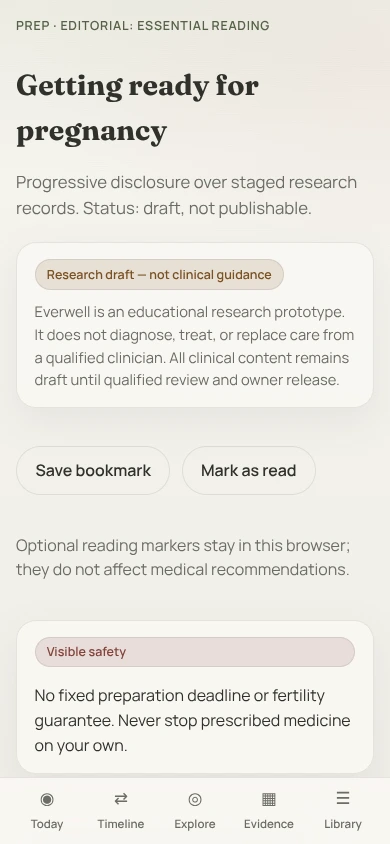 PREP · EDITORIAL: ESSENTIAL READING
Getting ready for
pregnancy
Progressive disclosure over staged research
records. Status: draft, not publishable.
Research draft — not clinical guidance
Everwell is an educational research prototype.
It does not diagnose, treat, or replace care from
a qualified clinician. All clinical content remains
draft until qualified review and owner release.
Save bookmark
Mark as read
Optional reading markers stay in this browser;
they do not affect medical recommendations.
Visible safety
No fixed preparation deadline or fertility
guarantee. Never stop prescribed medicine
on your own.
Today
Timeline
Explore
Evidence
Library